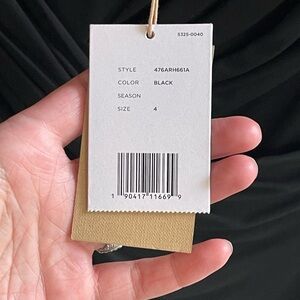 5325-0040
STYLE 476ARH661A
COLOR BLACK
SEASON
SIZE 4
1 90417 11669 9